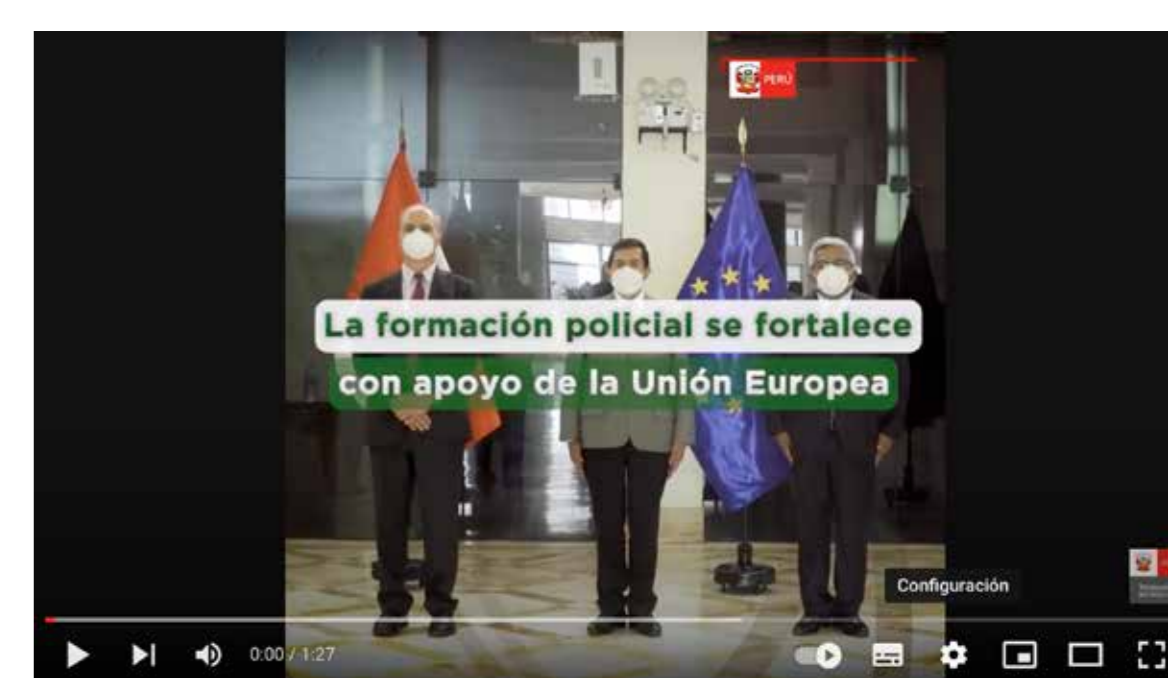 PERÚ
La formación policial se fortalece
con apoyo de la Unión Europea
Configuración
0:00 / 1:27